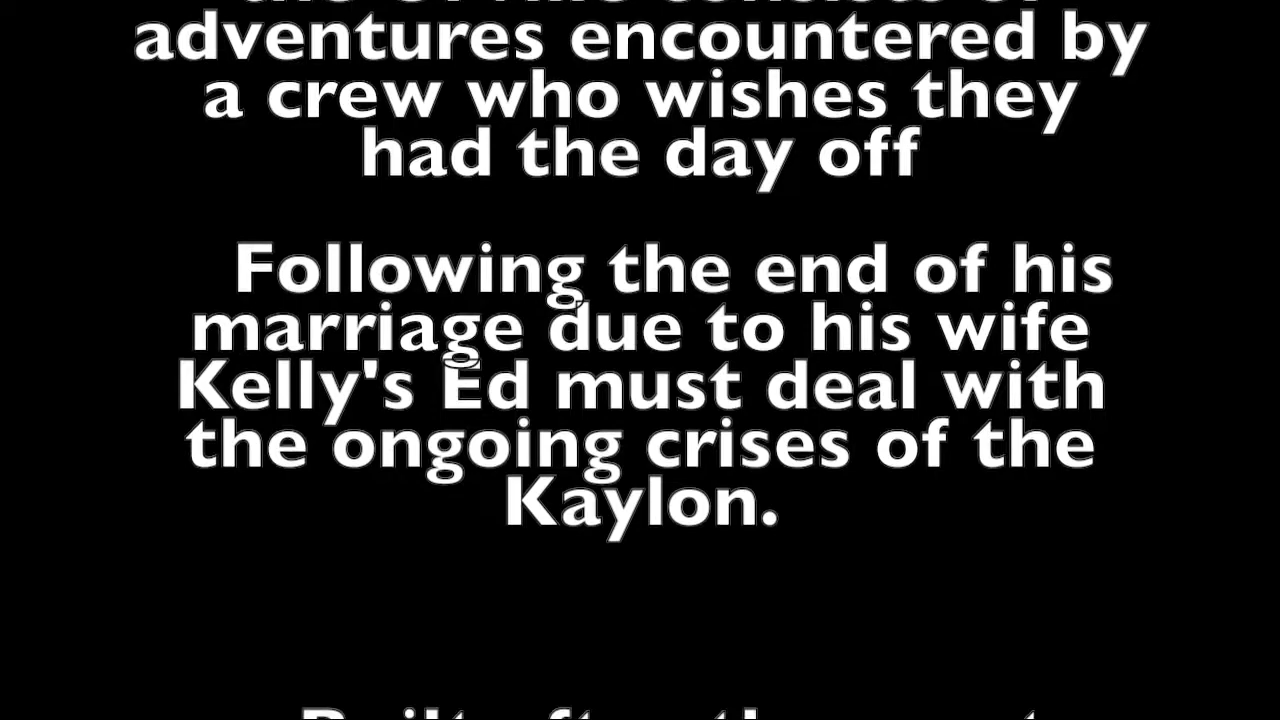 adventures encountered by
a crew who wishes they
had the day off
Following the end of his
marriage due to his wife
Kelly's Ed must deal with
the ongoing crises of the
Kaylon.